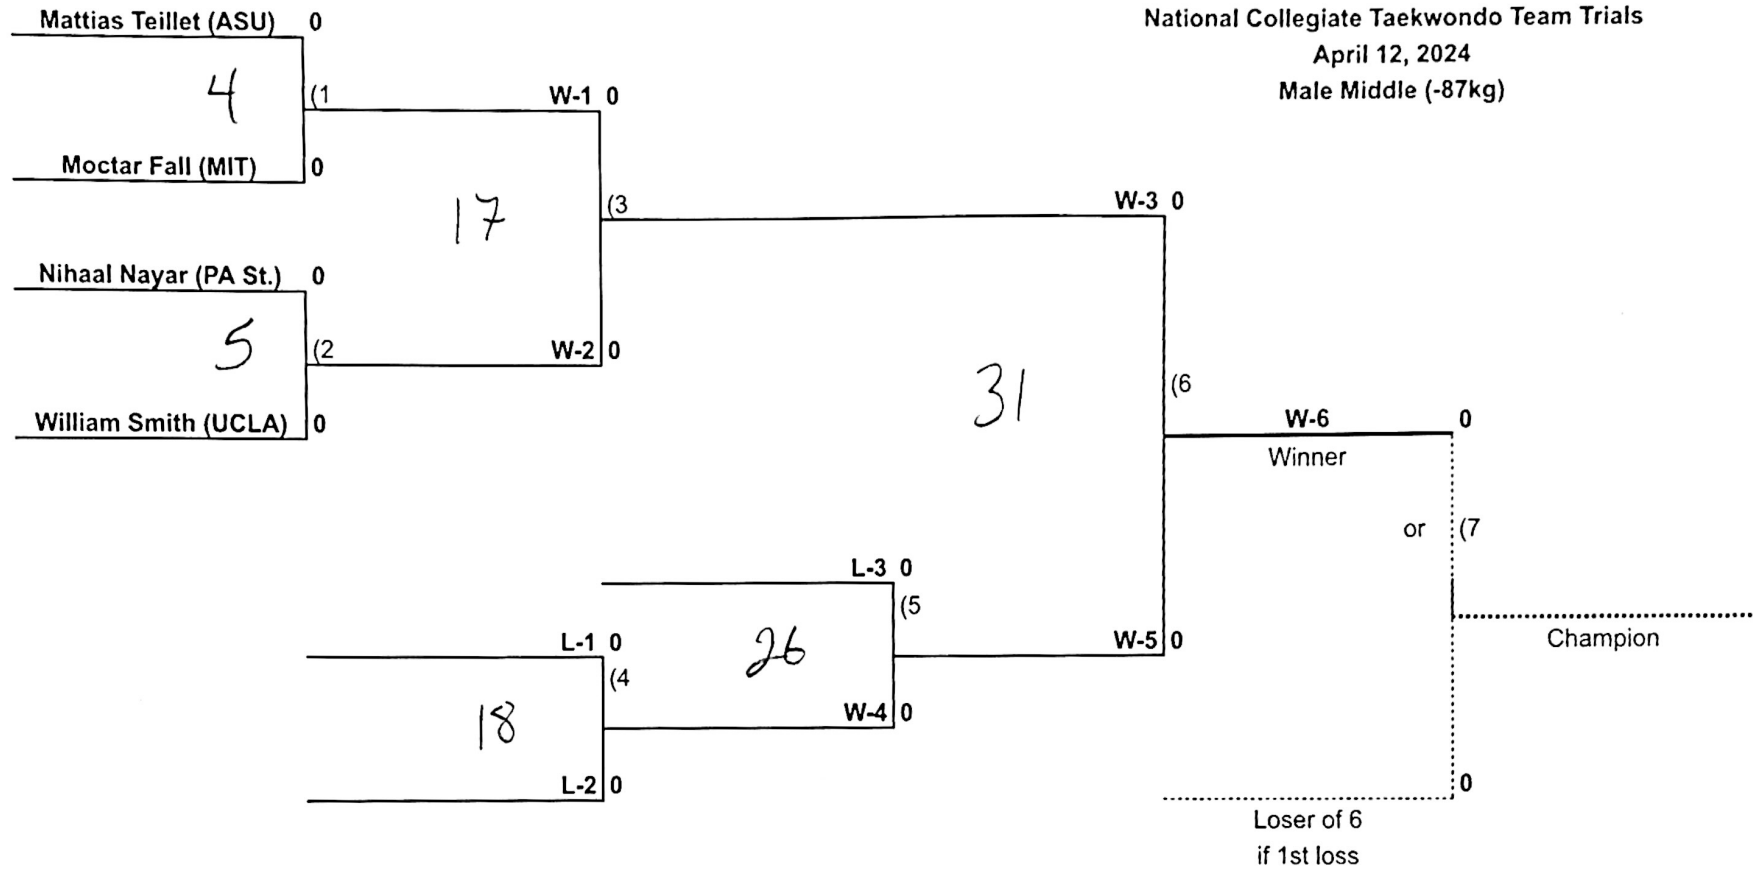 Mattias Teillet (ASU) 0
National Collegiate Taekwondo Team Trials
April 12, 2024
Male Middle (-87kg)
4
(1
W-1 0
Moctar Fall (MIT) 0
17
(3
W-3 0
Nihaal Nayar (PA St.) 0
5
(2
W-2 0
31
(6
William Smith (UCLA) 0
W-6 0
Winner
or (7
L-3 0
(5
L-1 0
26
W-5 0
Champion
(4
18
W-4 0
L-2 0
0
Loser of 6
if 1st loss